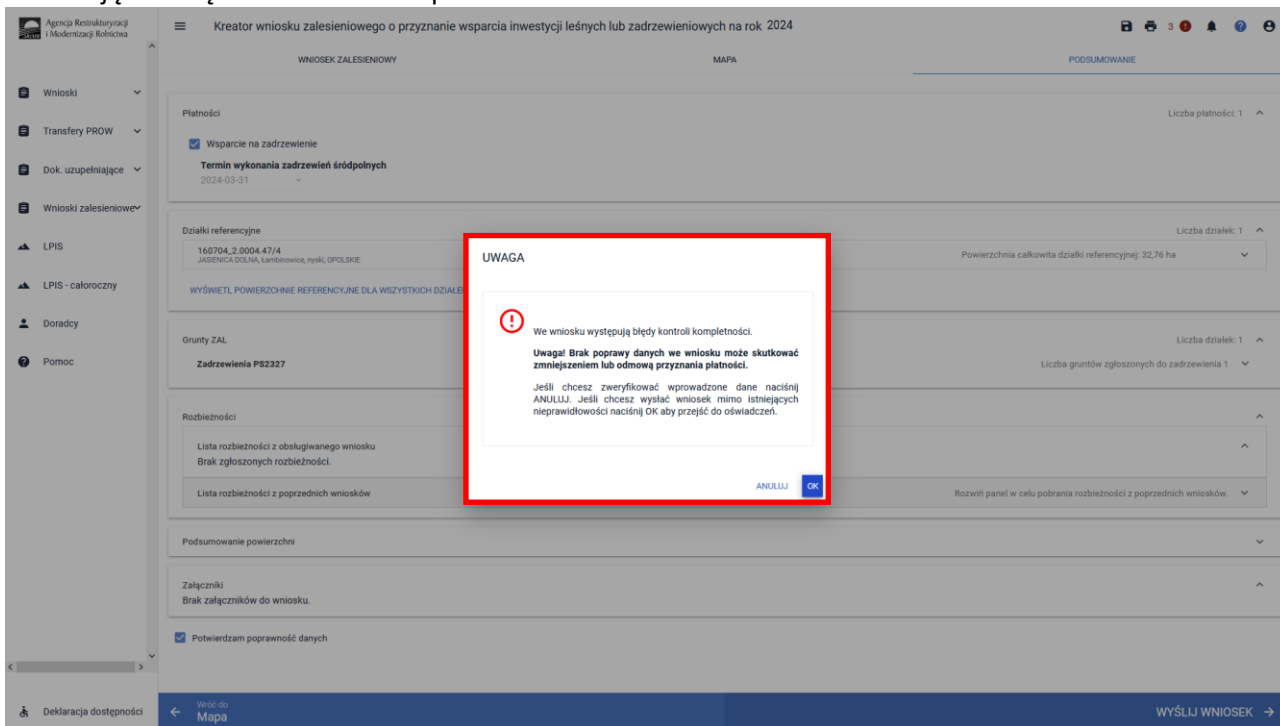 Agencja Restrukturyzacji
i Modernizacji Rolnictwa
Kreator wniosku zalesieniowego o przyznanie wsparcia inwestycji leśnych lub zadrzewieniowych na rok 2024
3
WNIOSEK ZALESIENIOWY
MAPA
PODSUMOWANIE
Wnioski
Transfery PROW
Dok. uzupełniające
Wnioski zalesieniowe
LPIS
LPIS - całoroczny
Doradcy
Pomoc
Płatności
Liczba płatności: 1
Wsparcie na zadrzewienie
Termin wykonania zadrzewień śródpolnych
2024-03-31
Działki referencyjne
Liczba działek: 1
160704_2.0004.47/4
JASIENICA DOLNA, Łambinowice, nyski, OPOLSKIE
Powierzchnia całkowita działki referencyjnej: 32,76 ha
WYŚWIETL POWIERZCHNIE REFERENCYJNE DLA WSZYSTKICH DZIAŁEK
UWAGA
We wniosku występują błędy kontroli kompletności.
Uwaga! Brak poprawy danych we wniosku może skutkować
zmniejszeniem lub odmową przyznania płatności.
Jeśli chcesz zweryfikować wprowadzone dane naciśnij
ANULUJ. Jeśli chcesz wysłać wniosek mimo istniejących
nieprawidłowości naciśnij OK aby przejść do oświadczeń.
ANULUJ
OK
Grunty ZAL
Liczba działek: 1
Zadrzewienia PS2327
Liczba gruntów zgłoszonych do zadrzewienia 1
Rozbieżności
Lista rozbieżności z obsługiwanego wniosku
Brak zgłoszonych rozbieżności.
Lista rozbieżności z poprzednich wniosków
Rozwiń panel w celu pobrania rozbieżności z poprzednich wniosków.
Podsumowanie powierzchni
Załączniki
Brak załączników do wniosku.
Potwierdzam poprawność danych
Deklaracja dostępności
Wróć do
Mapa
WYŚLIJ WNIOSEK